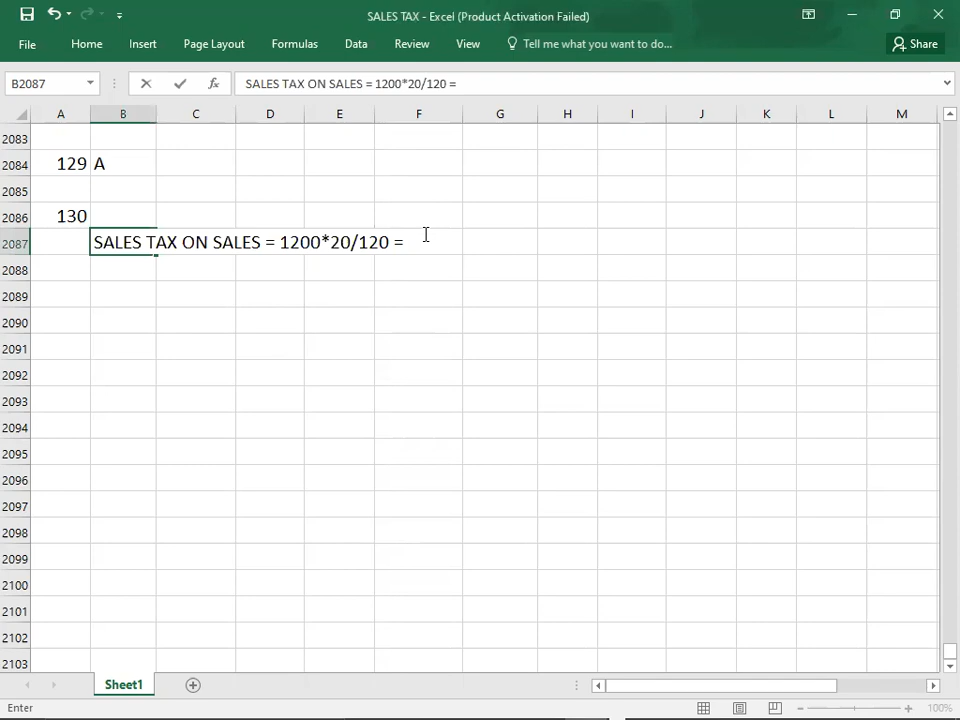 SALES TAX - Excel (Product Activation Failed)
File Home Insert Page Layout Formulas Data Review View Tell me what you want to do... Share
B2087 fx SALES TAX ON SALES = 1200*20/120 =
A B C D E F G H I J K L M
2083
2084 129 A
2085
2086 130
2087 SALES TAX ON SALES = 1200*20/120 =
2088
2089
2090
2091
2092
2093
2094
2095
2096
2097
2098
2099
2100
2101
2102
2103
Sheet1
Enter 100%